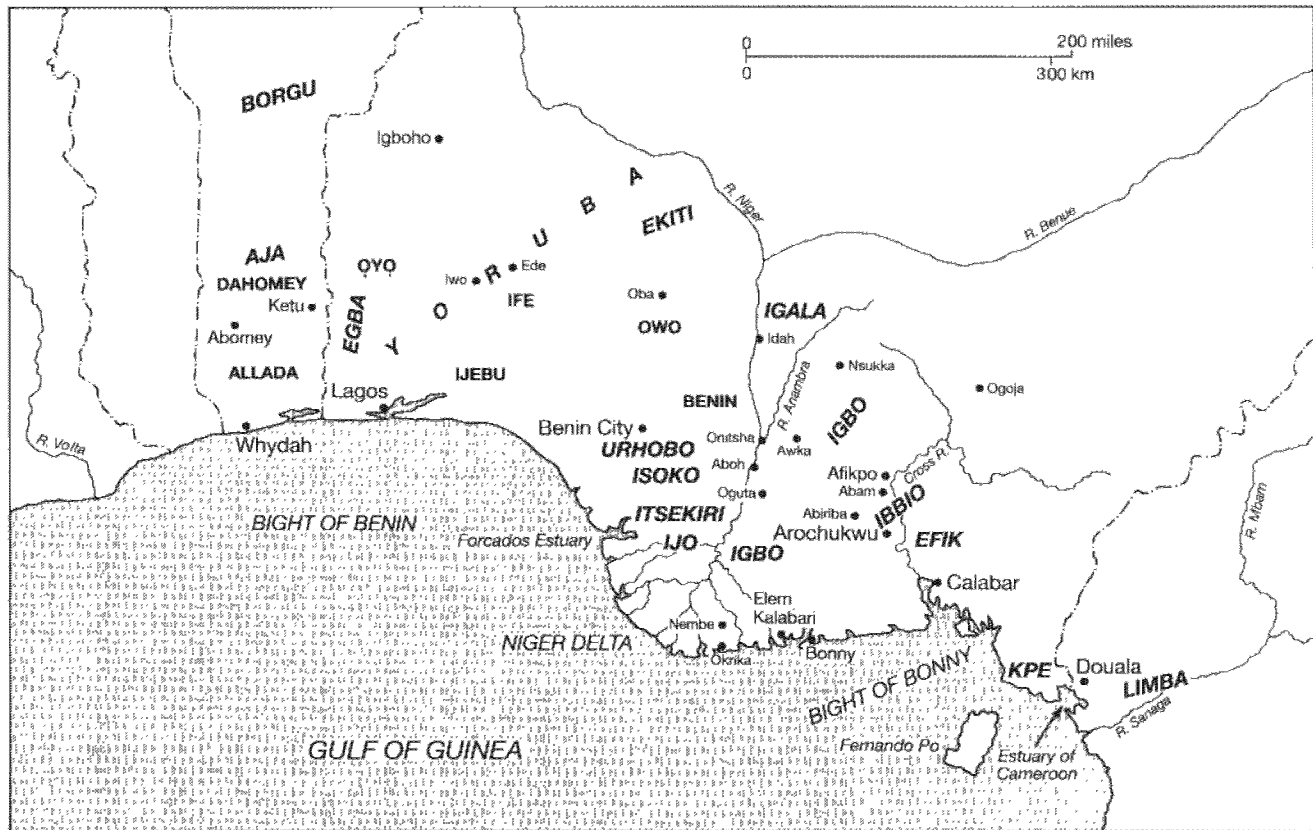 0
200 miles
0
300 km
BORGU
Igboho
YORUBA
EKITI
R. Niger
R. Benue
AJA
DAHOMEY
Ketu
Abomey
ALLADA
OYO
EGBA
Iwo
Ede
IFE
Oba
OWO
IGALA
Idah
R. Anambra
Nsukka
Ogoja
Lagos
IJEBU
BENIN
Benin City
URHOBO
ISOKO
Onitsha
Awka
IGBO
Aboh
Oguta
Afikpo
Cross R.
Abam
IBBIO
Abiriba
Arochukwu
EFIK
R. Volta
Whydah
BIGHT OF BENIN
ITSEKIRI
Forcados Estuary
IJO
IGBO
R. Mbam
Elem
Kalabari
Calabar
Nembe
NIGER DELTA
Okrika
Bonny
BIGHT OF BONNY
KPE
Douala
LIMBA
R. Sanaga
GULF OF GUINEA
Fernando Po
Estuary of
Cameroon